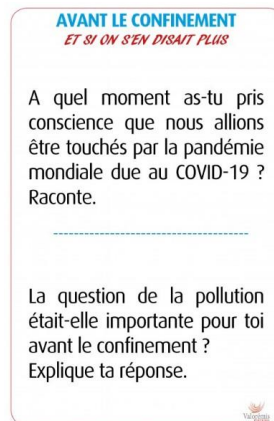 AVANT LE CONFINEMENT
ET SI ON S'EN DISAIT PLUS
A quel moment as-tu pris
conscience que nous allions
être touchés par la pandémie
mondiale due au COVID-19 ?
Raconte.
La question de la pollution
était-elle importante pour toi
avant le confinement ?
Explique ta réponse.